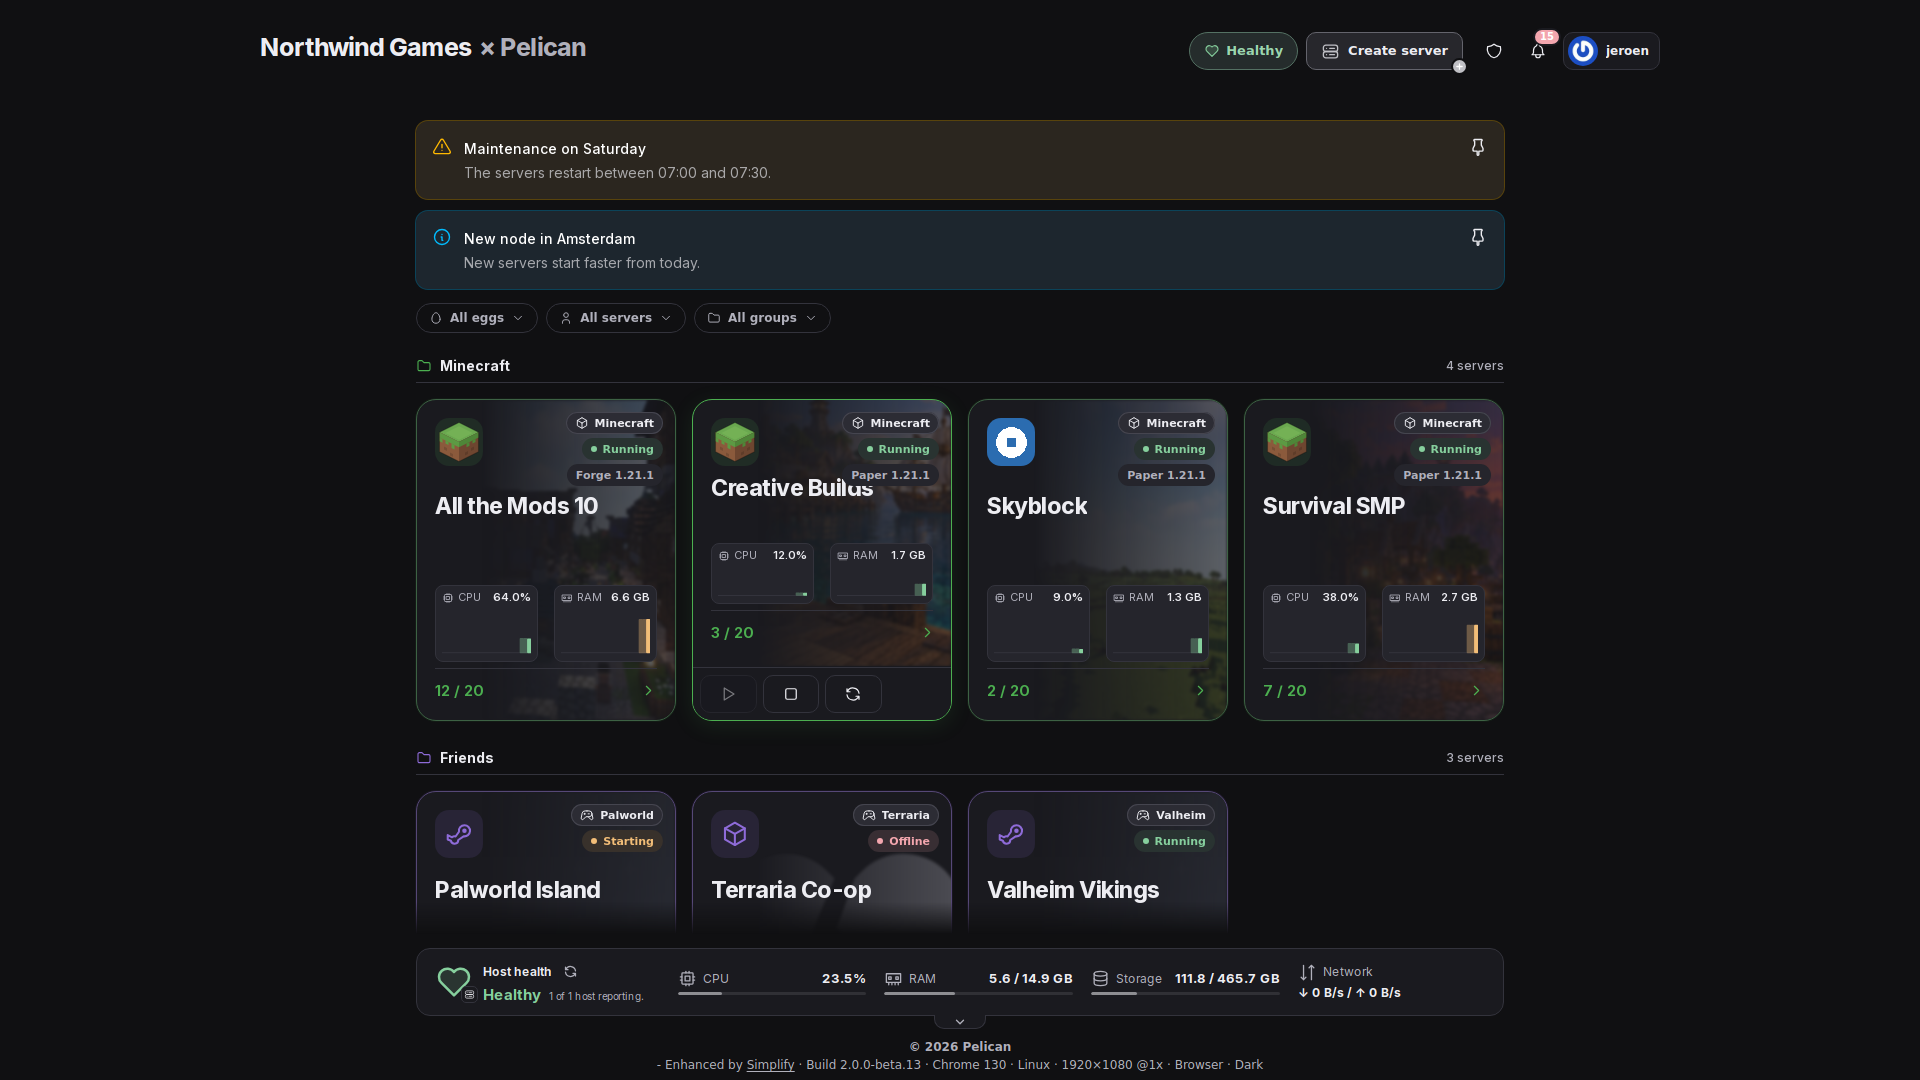 Northwind Games × Pelican
Healthy
Create server
15
jeroen
Maintenance on Saturday
The servers restart between 07:00 and 07:30.
New node in Amsterdam
New servers start faster from today.
All eggs
All servers
All groups
Minecraft
4 servers
Minecraft
Running
Forge 1.21.1
All the Mods 10
CPU 64.0%
RAM 6.6 GB
12 / 20
Minecraft
Running
Paper 1.21.1
Creative Builds
CPU 12.0%
RAM 1.7 GB
3 / 20
Minecraft
Running
Paper 1.21.1
Skyblock
CPU 9.0%
RAM 1.3 GB
2 / 20
Minecraft
Running
Paper 1.21.1
Survival SMP
CPU 38.0%
RAM 2.7 GB
7 / 20
Friends
3 servers
Palworld
Starting
Palworld Island
Terraria
Offline
Terraria Co-op
Valheim
Running
Valheim Vikings
Host health
Healthy 1 of 1 host reporting.
CPU 23.5%
RAM 5.6 / 14.9 GB
Storage 111.8 / 465.7 GB
Network
↓ 0 B/s / ↑ 0 B/s
© 2026 Pelican
- Enhanced by Simplify · Build 2.0.0-beta.13 · Chrome 130 · Linux · 1920×1080 @1x · Browser · Dark